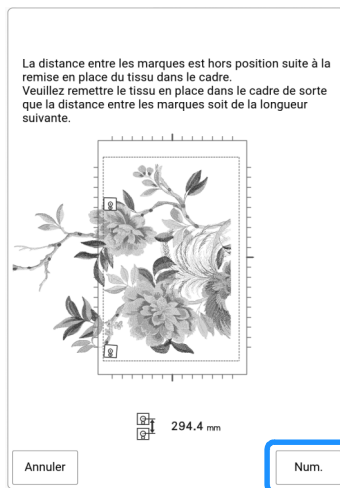 La distance entre les marques est hors position suite à la
remise en place du tissu dans le cadre.
Veuillez remettre le tissu en place dans le cadre de sorte
que la distance entre les marques soit de la longueur
suivante.
294.4 mm
Annuler
Num.